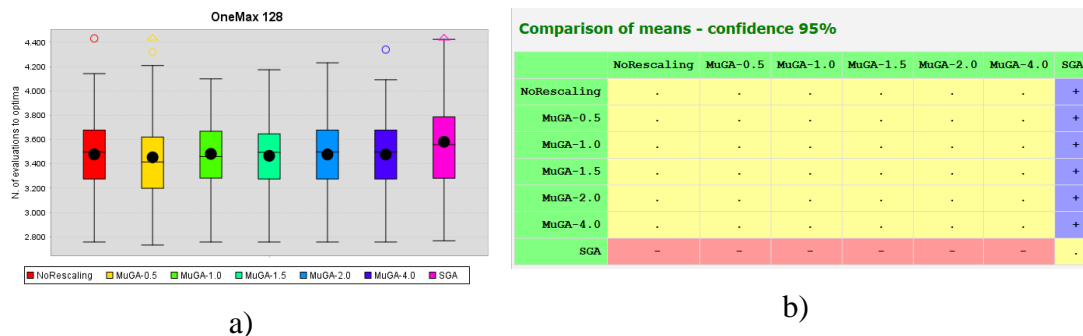 OneMax 128
N. of evaluations to optima
4.400
4.200
4.000
3.800
3.600
3.400
3.200
3.000
2.800
NoRescaling MuGA-0.5 MuGA-1.0 MuGA-1.5 MuGA-2.0 MuGA-4.0 SGA
a)
Comparison of means - confidence 95%
NoRescaling MuGA-0.5 MuGA-1.0 MuGA-1.5 MuGA-2.0 MuGA-4.0 SGA
NoRescaling . . . . . . +
MuGA-0.5 . . . . . . +
MuGA-1.0 . . . . . . +
MuGA-1.5 . . . . . . +
MuGA-2.0 . . . . . . +
MuGA-4.0 . . . . . . +
SGA - - - - - - .
b)